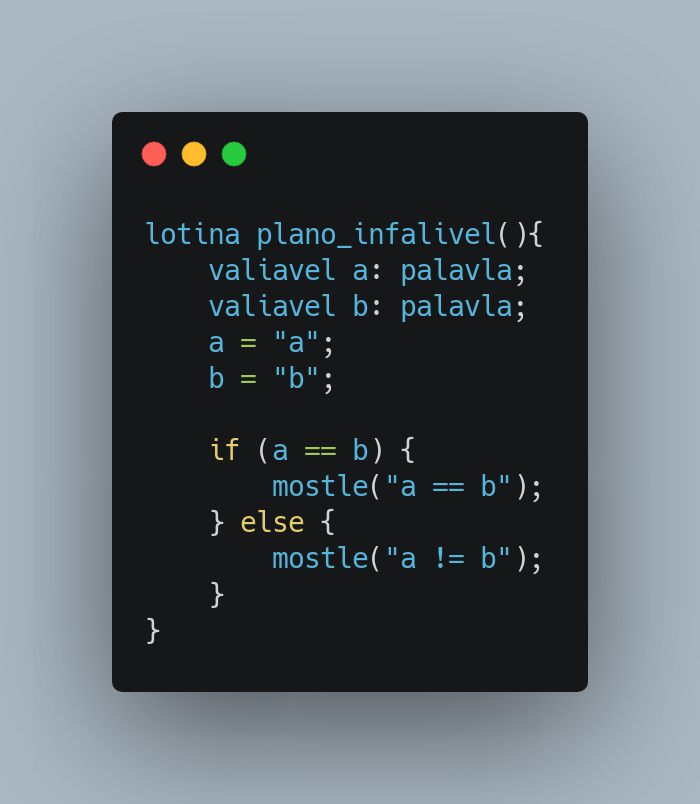 lotina plano_infalivel(){
    valiavel a: palavla;
    valiavel b: palavla;
    a = "a";
    b = "b";

    if (a == b) {
        mostle("a == b");
    } else {
        mostle("a != b");
    }
}